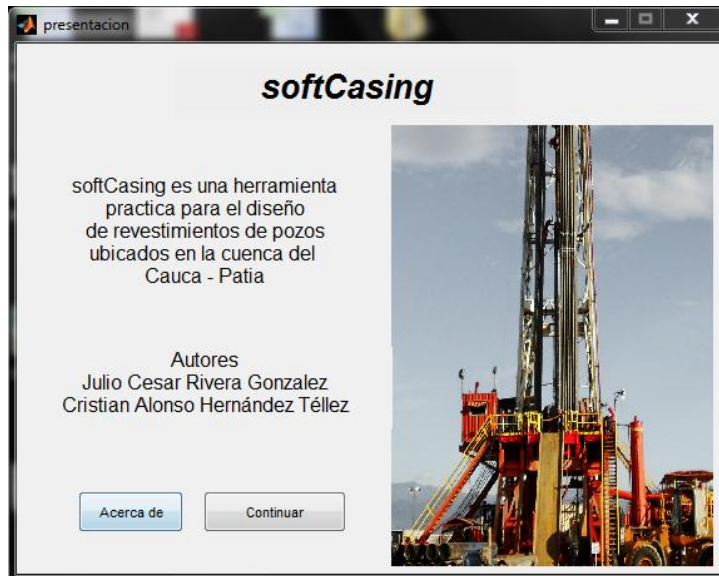 presentacion
softCasing
softCasing es una herramienta
practica para el diseño
de revestimientos de pozos
ubicados en la cuenca del
Cauca - Patia
Autores
Julio Cesar Rivera Gonzalez
Cristian Alonso Hernández Téllez
Acerca de
Continuar